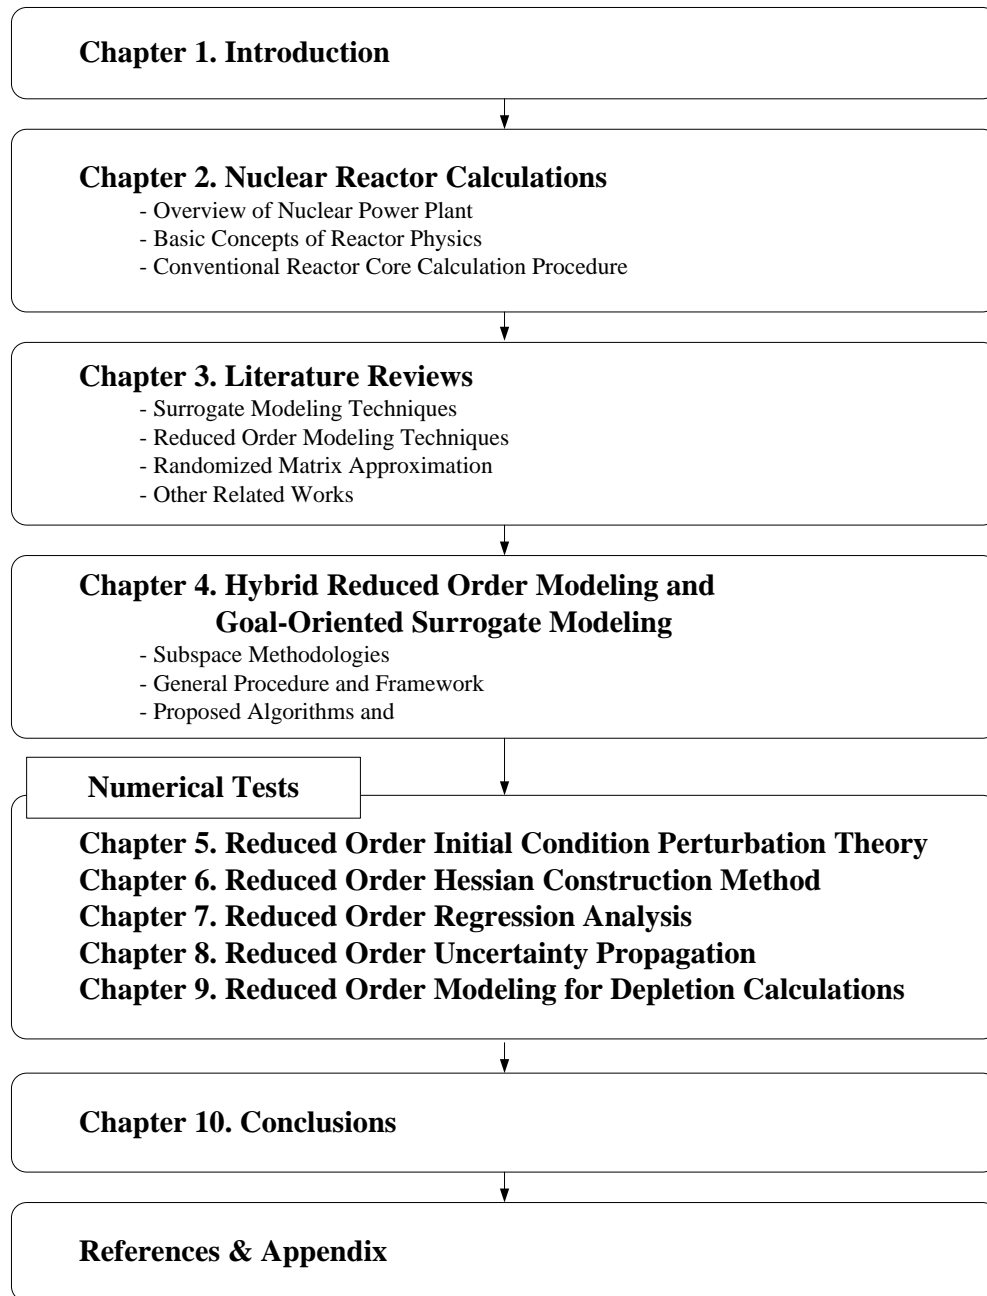 Chapter 1. Introduction
Chapter 2. Nuclear Reactor Calculations
- Overview of Nuclear Power Plant
- Basic Concepts of Reactor Physics
- Conventional Reactor Core Calculation Procedure
Chapter 3. Literature Reviews
- Surrogate Modeling Techniques
- Reduced Order Modeling Techniques
- Randomized Matrix Approximation
- Other Related Works
Chapter 4. Hybrid Reduced Order Modeling and
Goal-Oriented Surrogate Modeling
- Subspace Methodologies
- General Procedure and Framework
- Proposed Algorithms and
Numerical Tests
Chapter 5. Reduced Order Initial Condition Perturbation Theory
Chapter 6. Reduced Order Hessian Construction Method
Chapter 7. Reduced Order Regression Analysis
Chapter 8. Reduced Order Uncertainty Propagation
Chapter 9. Reduced Order Modeling for Depletion Calculations
Chapter 10. Conclusions
References & Appendix